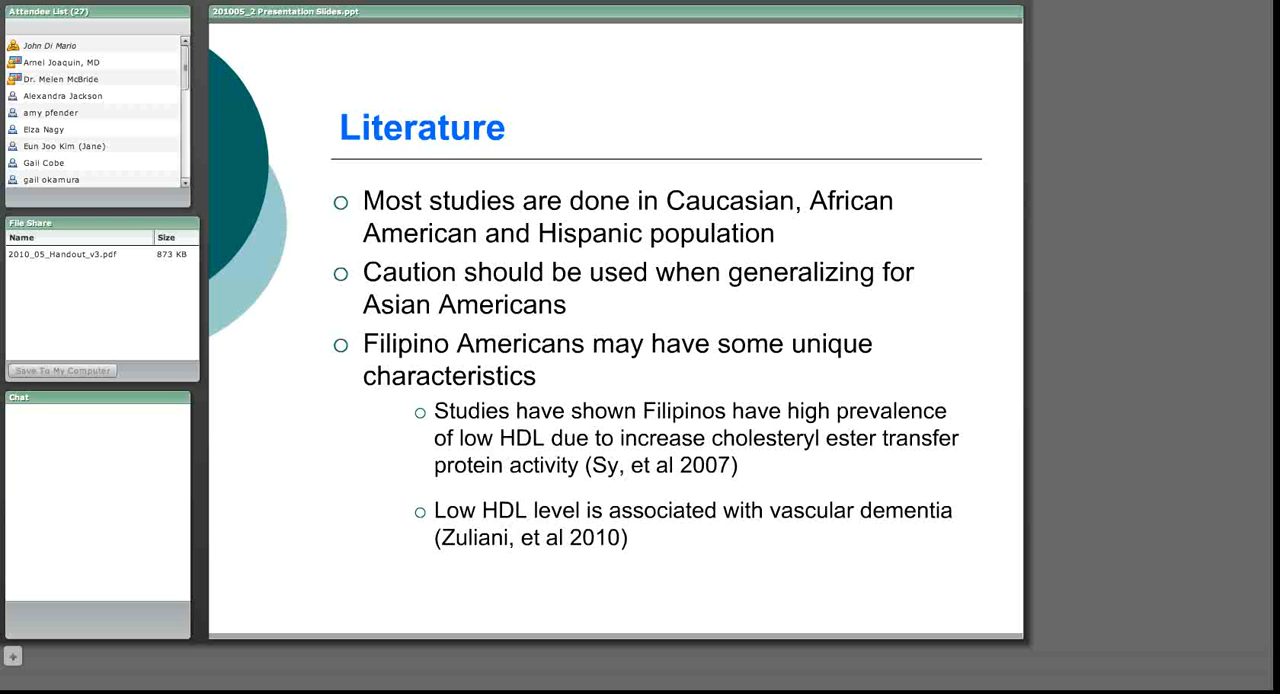 Attendee List (27)
John Di Mario
Arnel Joaquin, MD
Dr. Melen McBride
Alexandra Jackson
amy pfender
Elza Nagy
Eun Joo Kim (Jane)
Gail Cobe
gail okamura
File Share
Name Size
2010_05_Handout_v3.pdf 873 KB
Save To My Computer
Chat
201005_2 Presentation Slides.ppt
Literature
Most studies are done in Caucasian, African
American and Hispanic population
Caution should be used when generalizing for
Asian Americans
Filipino Americans may have some unique
characteristics
Studies have shown Filipinos have high prevalence
of low HDL due to increase cholesteryl ester transfer
protein activity (Sy, et al 2007)
Low HDL level is associated with vascular dementia
(Zuliani, et al 2010)